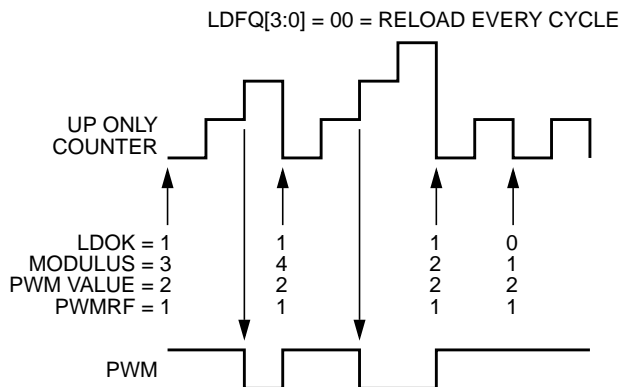 LDFQ[3:0] = 00 = RELOAD EVERY CYCLE
UP ONLY
COUNTER
LDOK = 1 1 1 0
MODULUS = 3 4 2 1
PWM VALUE = 2 2 2 2
PWMRF = 1 1 1 1
PWM